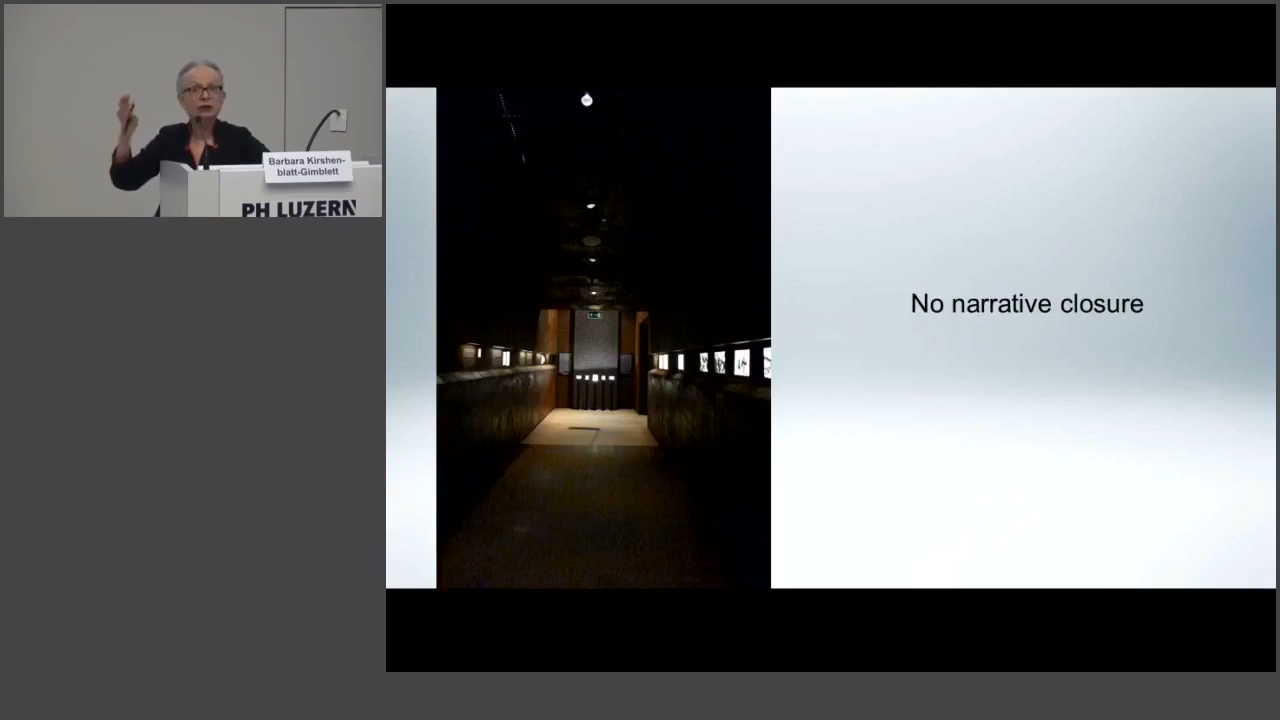 Barbara Kirshen-
blatt-Gimblett
PH LUZERN
No narrative closure